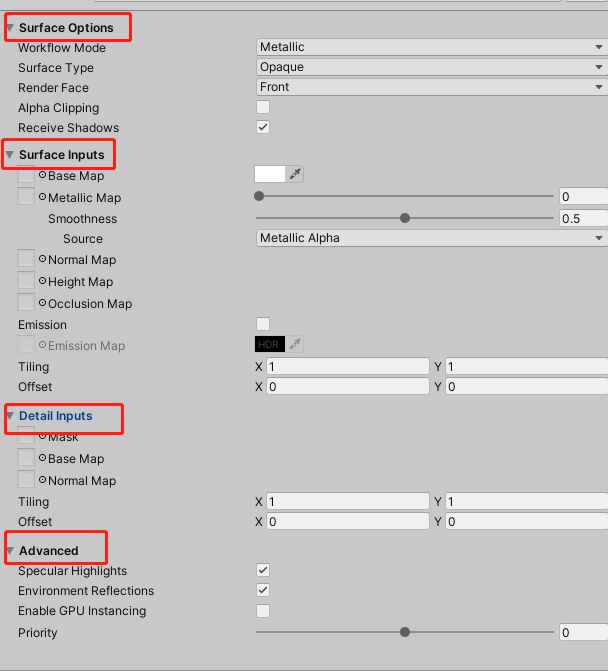 Surface Options
Workflow Mode Metallic
Surface Type Opaque
Render Face Front
Alpha Clipping
Receive Shadows
Surface Inputs
Base Map
Metallic Map 0
Smoothness 0.5
Source Metallic Alpha
Normal Map
Height Map
Occlusion Map
Emission
Emission Map HDR
Tiling X 1 Y 1
Offset X 0 Y 0
Detail Inputs
Mask
Base Map
Normal Map
Tiling X 1 Y 1
Offset X 0 Y 0
Advanced
Specular Highlights
Environment Reflections
Enable GPU Instancing
Priority 0